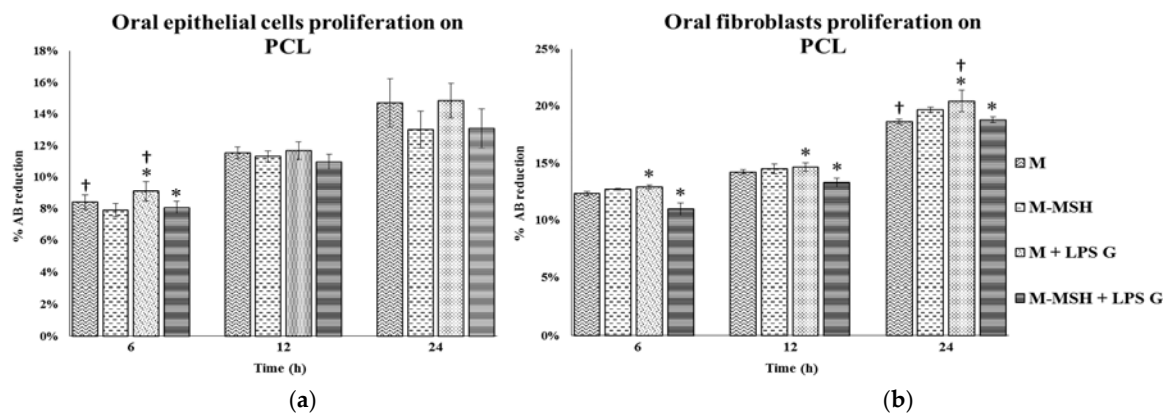 Oral epithelial cells proliferation on
PCL
18%
16%
14%
12%
10%
8%
6%
4%
2%
0%
% AB reduction
†
†
*
*
6
12
24
Time (h)
(a)
Oral fibroblasts proliferation on
PCL
25%
20%
15%
10%
5%
0%
% AB reduction
*
*
*
*
†
†
*
*
6
12
24
Time (h)
(b)
M
M-MSH
M + LPS G
M-MSH + LPS G